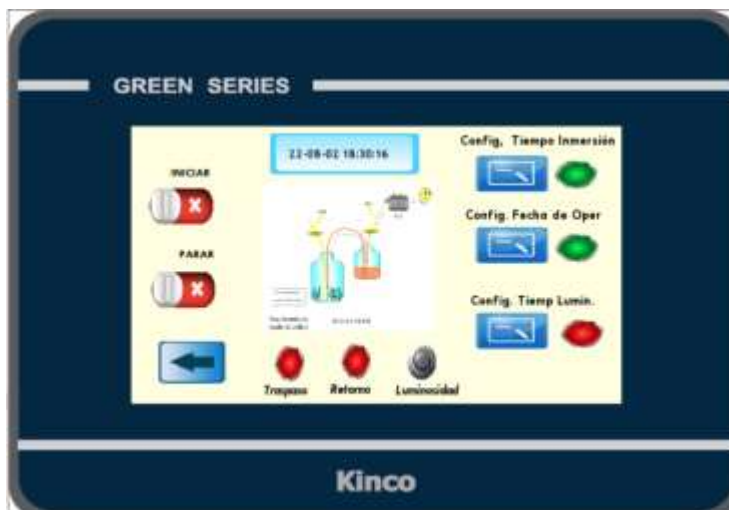 GREEN SERIES
22-08-02 18:30:16
Config, Tiempo Inmersión
INICIAR
Config. Fecha de Oper
PARAR
Config. Tiemp Lumin.
Traspaso
Retorno
Luminosidad
Kinco